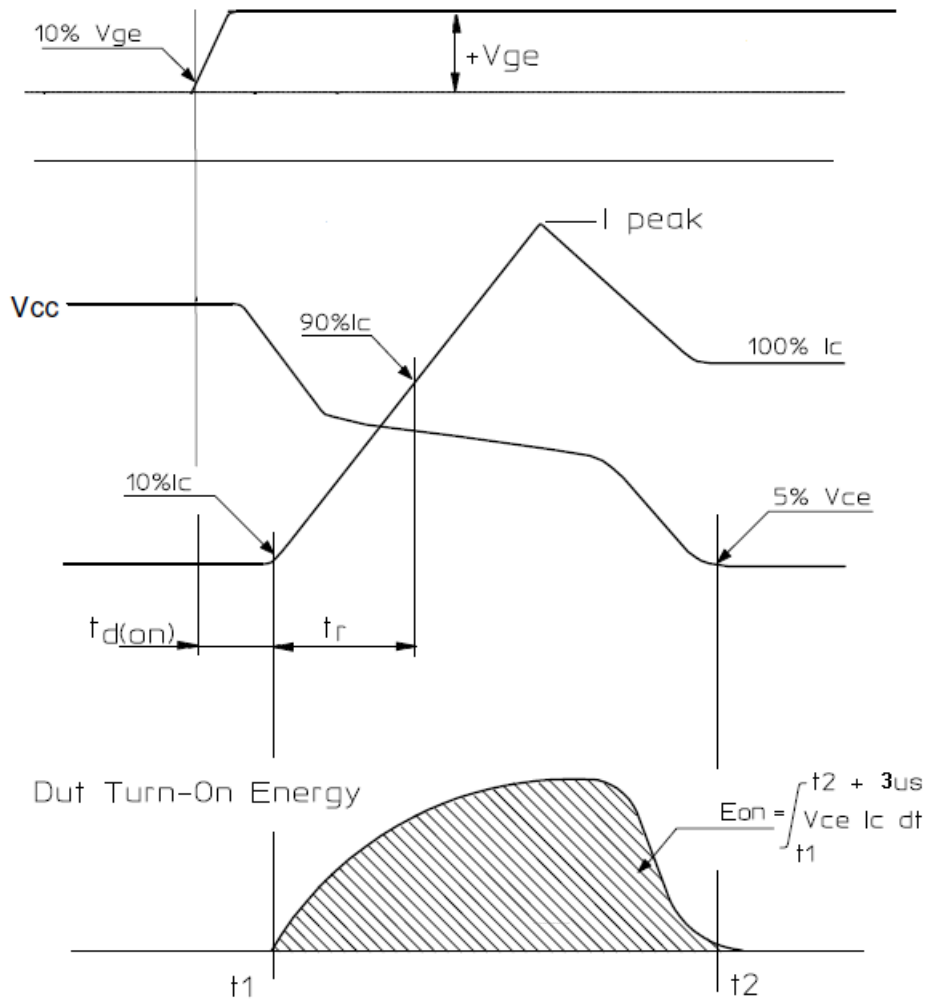 10% Vge
+Vge
I peak
Vcc
90%Ic
100% Ic
10%Ic
5% Vce
td(on)
tr
Dut Turn-On Energy
t2 + 3us
Eon = ∫ Vce Ic dt
t1
t1
t2